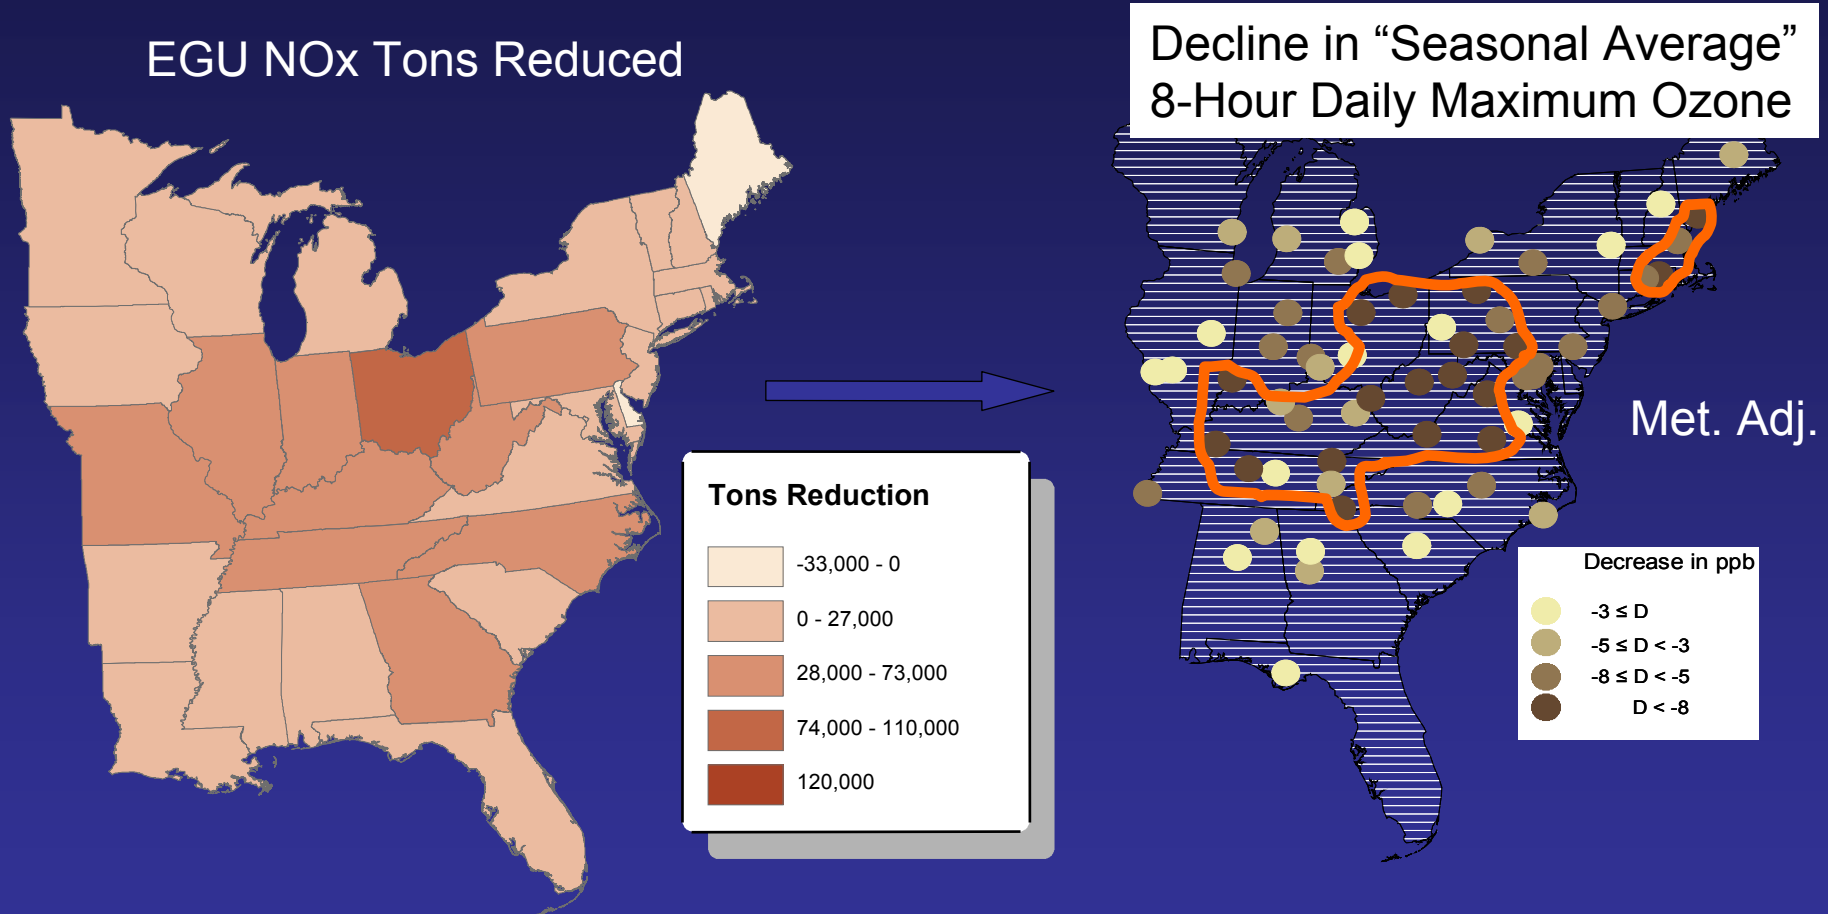 EGU NOx Tons Reduced
Decline in “Seasonal Average”
8-Hour Daily Maximum Ozone
Met. Adj.
Tons Reduction
-33,000 - 0
0 - 27,000
28,000 - 73,000
74,000 - 110,000
120,000
Decrease in ppb
-3 ≤ D
-5 ≤ D < -3
-8 ≤ D < -5
D < -8